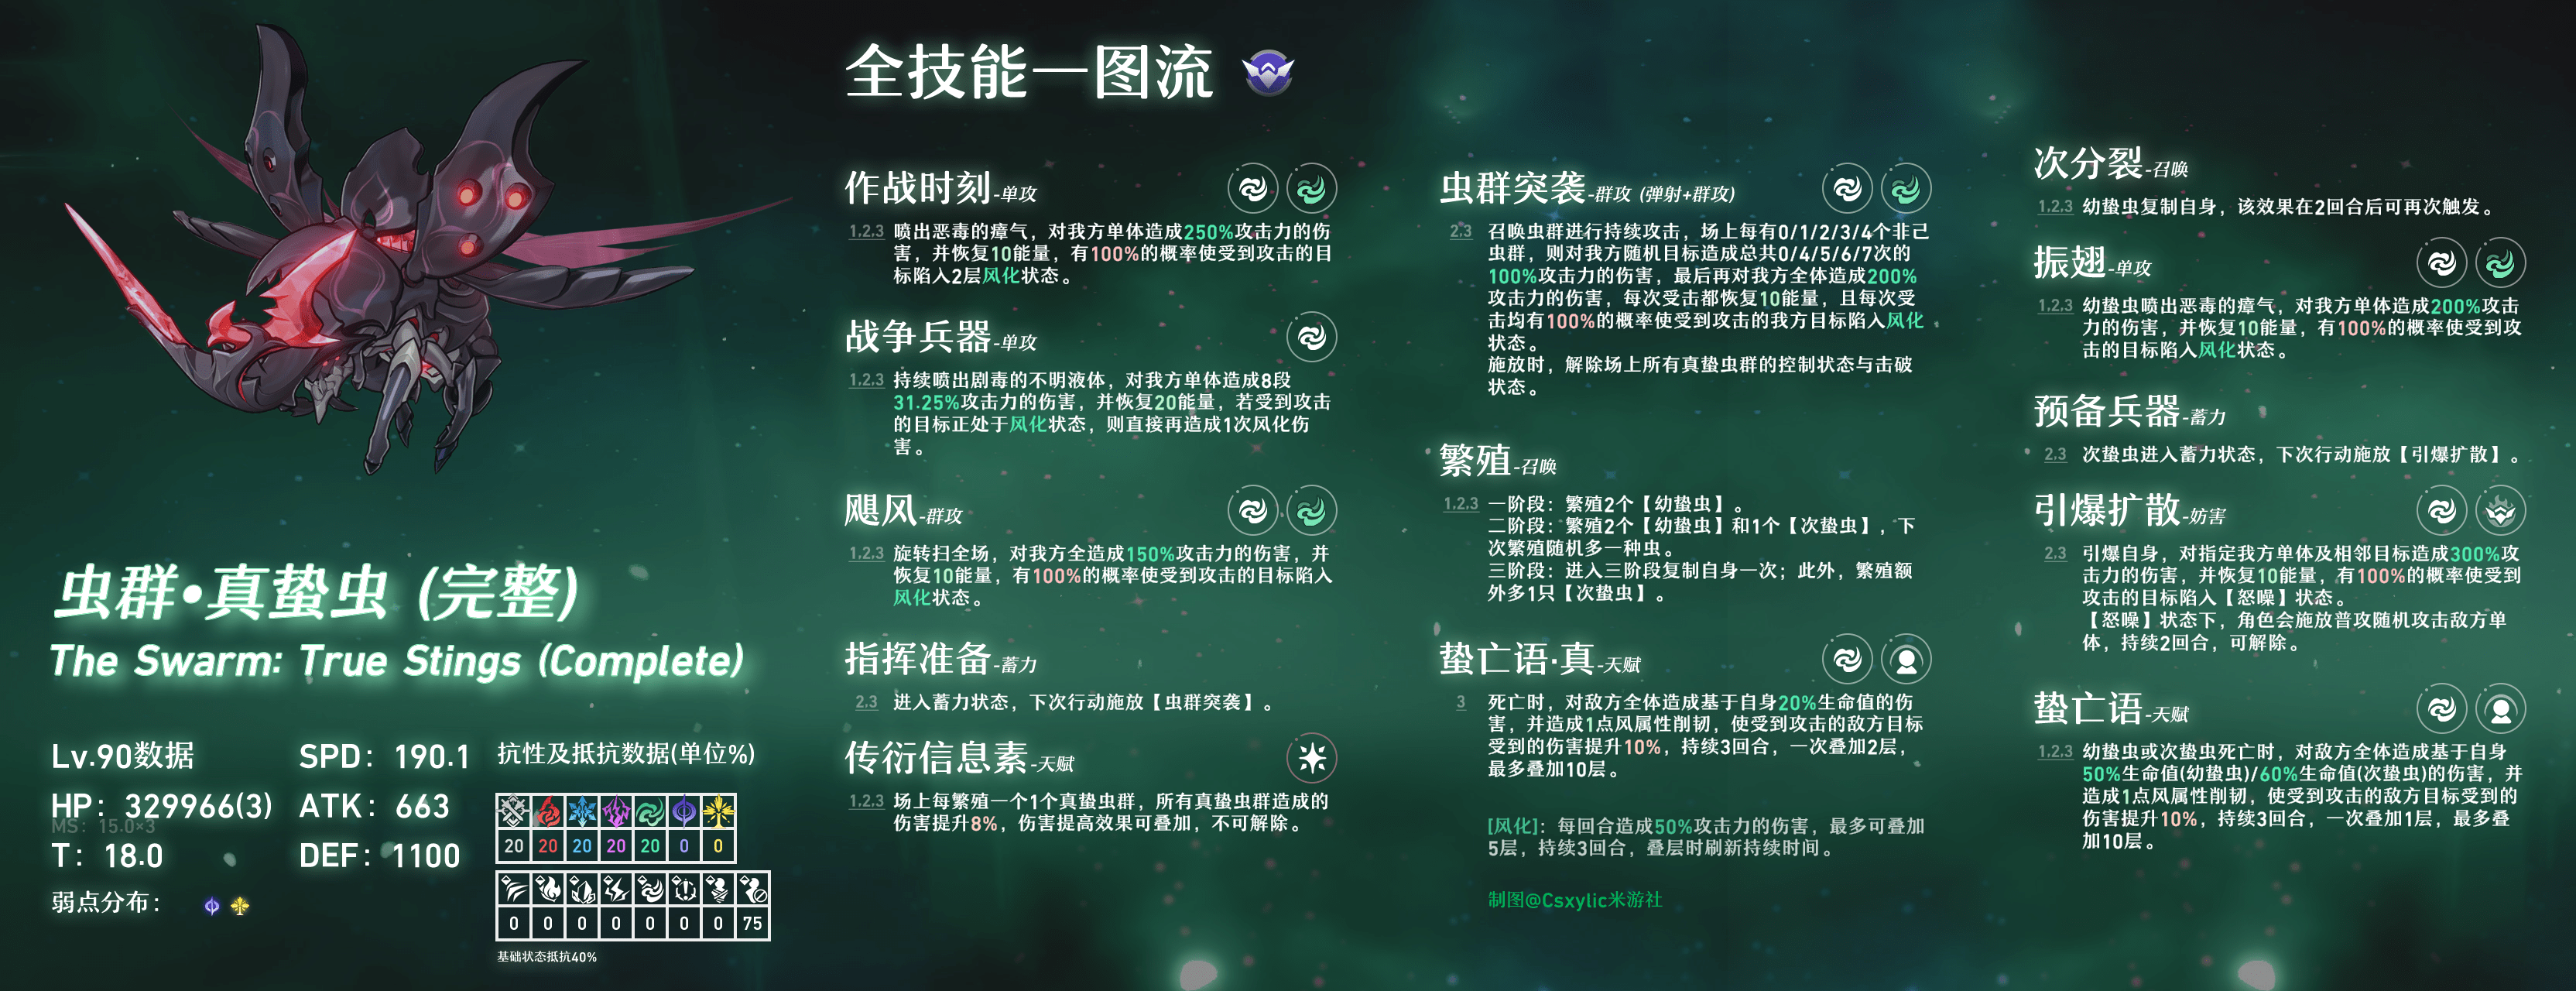 全技能一图流
虫群•真蛰虫 (完整)
The Swarm: True Stings (Complete)
Lv.90数据
SPD: 190.1
HP: 329966(3)
ATK: 663
MS: 15.0×3
T: 18.0
DEF: 1100
弱点分布:
抗性及抵抗数据(单位%)
20 20 20 20 20 0 0
0 0 0 0 0 0 0 75
基础状态抵抗40%
作战时刻-单攻
1.2.3 喷出恶毒的瘴气，对我方单体造成250%攻击力的伤
害，并恢复10能量，有100%的概率使受到攻击的目
标陷入2层风化状态。
战争兵器-单攻
1.2.3 持续喷出剧毒的不明液体，对我方单体造成8段
31.25%攻击力的伤害，并恢复20能量，若受到攻击
的目标正处于风化状态，则直接再造成1次风化伤
害。
飓风-群攻
1.2.3 旋转扫全场，对我方全造成150%攻击力的伤害，并
恢复10能量，有100%的概率使受到攻击的目标陷入
风化状态。
指挥准备-蓄力
2.3 进入蓄力状态，下次行动施放【虫群突袭】。
传衍信息素-天赋
1.2.3 场上每繁殖一个1个真蛰虫群，所有真蛰虫群造成的
伤害提升8%，伤害提高效果可叠加，不可解除。
虫群突袭-群攻 (弹射+群攻)
2.3 召唤虫群进行持续攻击，场上每有0/1/2/3/4个非己
虫群，则对我方随机目标造成总共0/4/5/6/7次的
100%攻击力的伤害，最后再对我方全体造成200%
攻击力的伤害，每次受击都恢复10能量，且每次受
击均有100%的概率使受到攻击的我方目标陷入风化
状态。
施放时，解除场上所有真蛰虫群的控制状态与击破
状态。
繁殖-召唤
1.2.3 一阶段：繁殖2个【幼蛰虫】。
二阶段：繁殖2个【幼蛰虫】和1个【次蛰虫】，下
次繁殖随机多一种虫。
三阶段：进入三阶段复制自身一次；此外，繁殖额
外多1只【次蛰虫】。
蛰亡语·真-天赋
3 死亡时，对敌方全体造成基于自身20%生命值的伤
害，并造成1点风属性削韧，使受到攻击的敌方目标
受到的伤害提升10%，持续3回合，一次叠加2层，
最多叠加10层。
[风化]：每回合造成50%攻击力的伤害，最多可叠加
5层，持续3回合，叠层时刷新持续时间。
制图@Csxylic米游社
次分裂-召唤
1.2.3 幼蛰虫复制自身，该效果在2回合后可再次触发。
振翅-单攻
1.2.3 幼蛰虫喷出恶毒的瘴气，对我方单体造成200%攻击
力的伤害，并恢复10能量，有100%的概率使受到攻
击的目标陷入风化状态。
预备兵器-蓄力
2.3 次蛰虫进入蓄力状态，下次行动施放【引爆扩散】。
引爆扩散-妨害
2.3 引爆自身，对指定我方单体及相邻目标造成300%攻
击力的伤害，并恢复10能量，有100%的概率使受到
攻击的目标陷入【怒噪】状态。
【怒噪】状态下，角色会施放普攻随机攻击敌方单
体，持续2回合，可解除。
蛰亡语-天赋
1.2.3 幼蛰虫或次蛰虫死亡时，对敌方全体造成基于自身
50%生命值(幼蛰虫)/60%生命值(次蛰虫)的伤害，并
造成1点风属性削韧，使受到攻击的敌方目标受到的
伤害提升10%，持续3回合，一次叠加1层，最多叠
加10层。